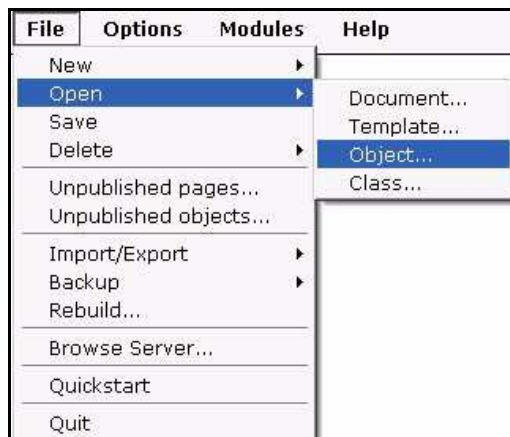 File Options Modules Help
New
Open
Save
Delete
Unpublished pages...
Unpublished objects...
Import/Export
Backup
Rebuild...
Browse Server...
Quickstart
Quit
Document...
Template...
Object...
Class...